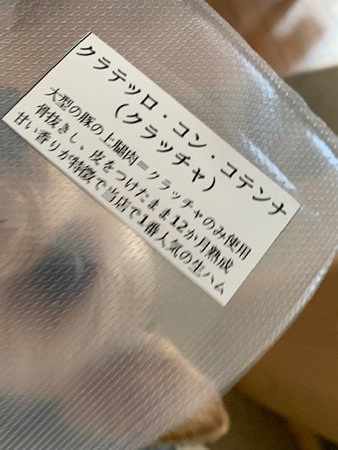 クラテッロ・コン・コテンナ
（クラッチャ）
大型の豚の上腿肉＝クラッチャのみ使用
骨抜きし、皮をつけたまま12か月熟成
甘い香りが特徴で当店で1番人気の生ハム